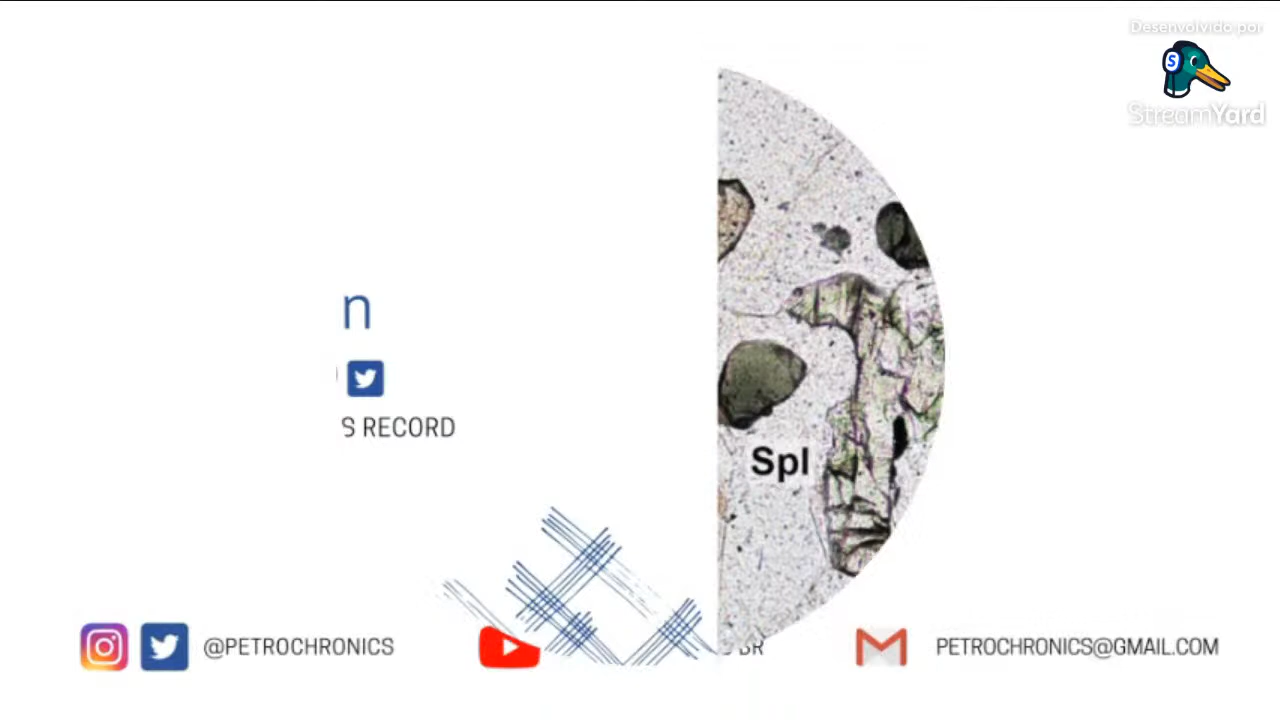 Desenvolvido por
StreamYard
n
S RECORD
Spl
@PETROCHRONICS
BR
PETROCHRONICS@GMAIL.COM